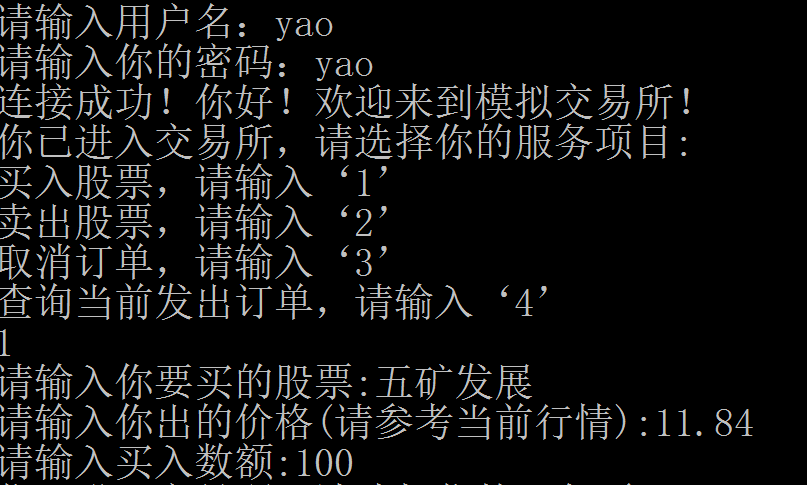 请输入用户名：yao
请输入你的密码：yao
连接成功！你好！欢迎来到模拟交易所！
你已进入交易所，请选择你的服务项目:
买入股票，请输入‘1’
卖出股票，请输入‘2’
取消订单，请输入‘3’
查询当前发出订单，请输入‘4’
1
请输入你要买的股票:五矿发展
请输入你出的价格(请参考当前行情):11.84
请输入买入数额:100